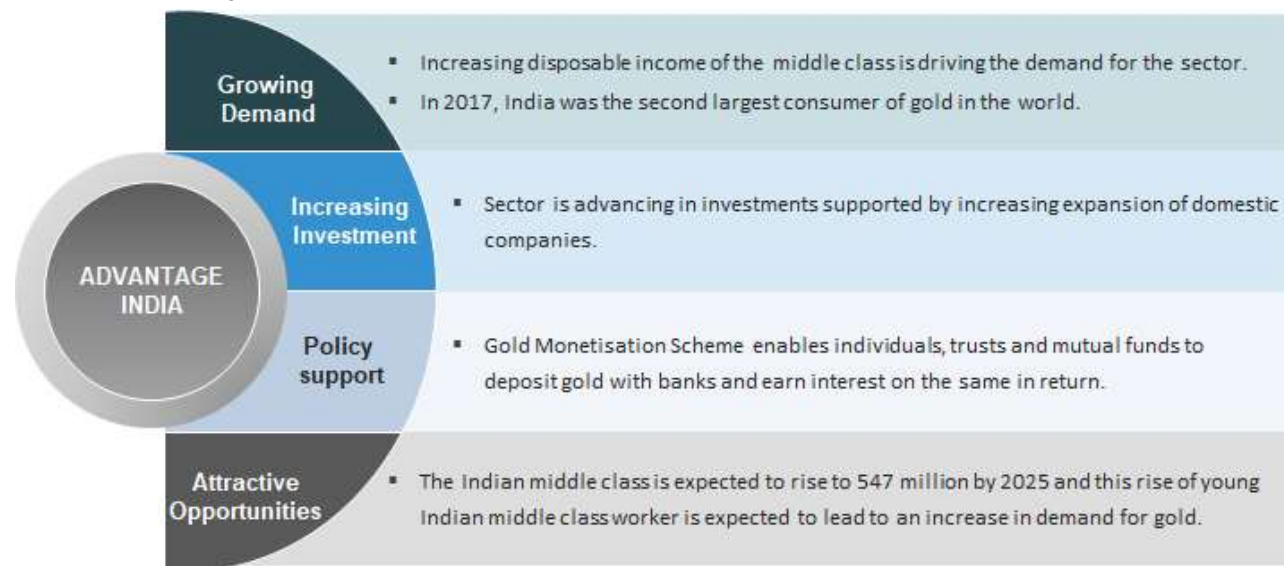 ADVANTAGE
INDIA
Growing
Demand
▪ Increasing disposable income of the middle class is driving the demand for the sector.
▪ In 2017, India was the second largest consumer of gold in the world.
Increasing
Investment
▪ Sector is advancing in investments supported by increasing expansion of domestic
companies.
Policy
support
▪ Gold Monetisation Scheme enables individuals, trusts and mutual funds to
deposit gold with banks and earn interest on the same in return.
Attractive
Opportunities
▪ The Indian middle class is expected to rise to 547 million by 2025 and this rise of young
Indian middle class worker is expected to lead to an increase in demand for gold.